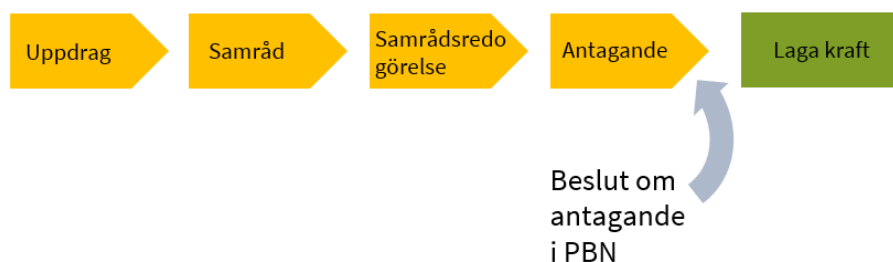 Uppdrag
Samråd
Samrådsredo
görelse
Antagande
Laga kraft
Beslut om
antagande
i PBN